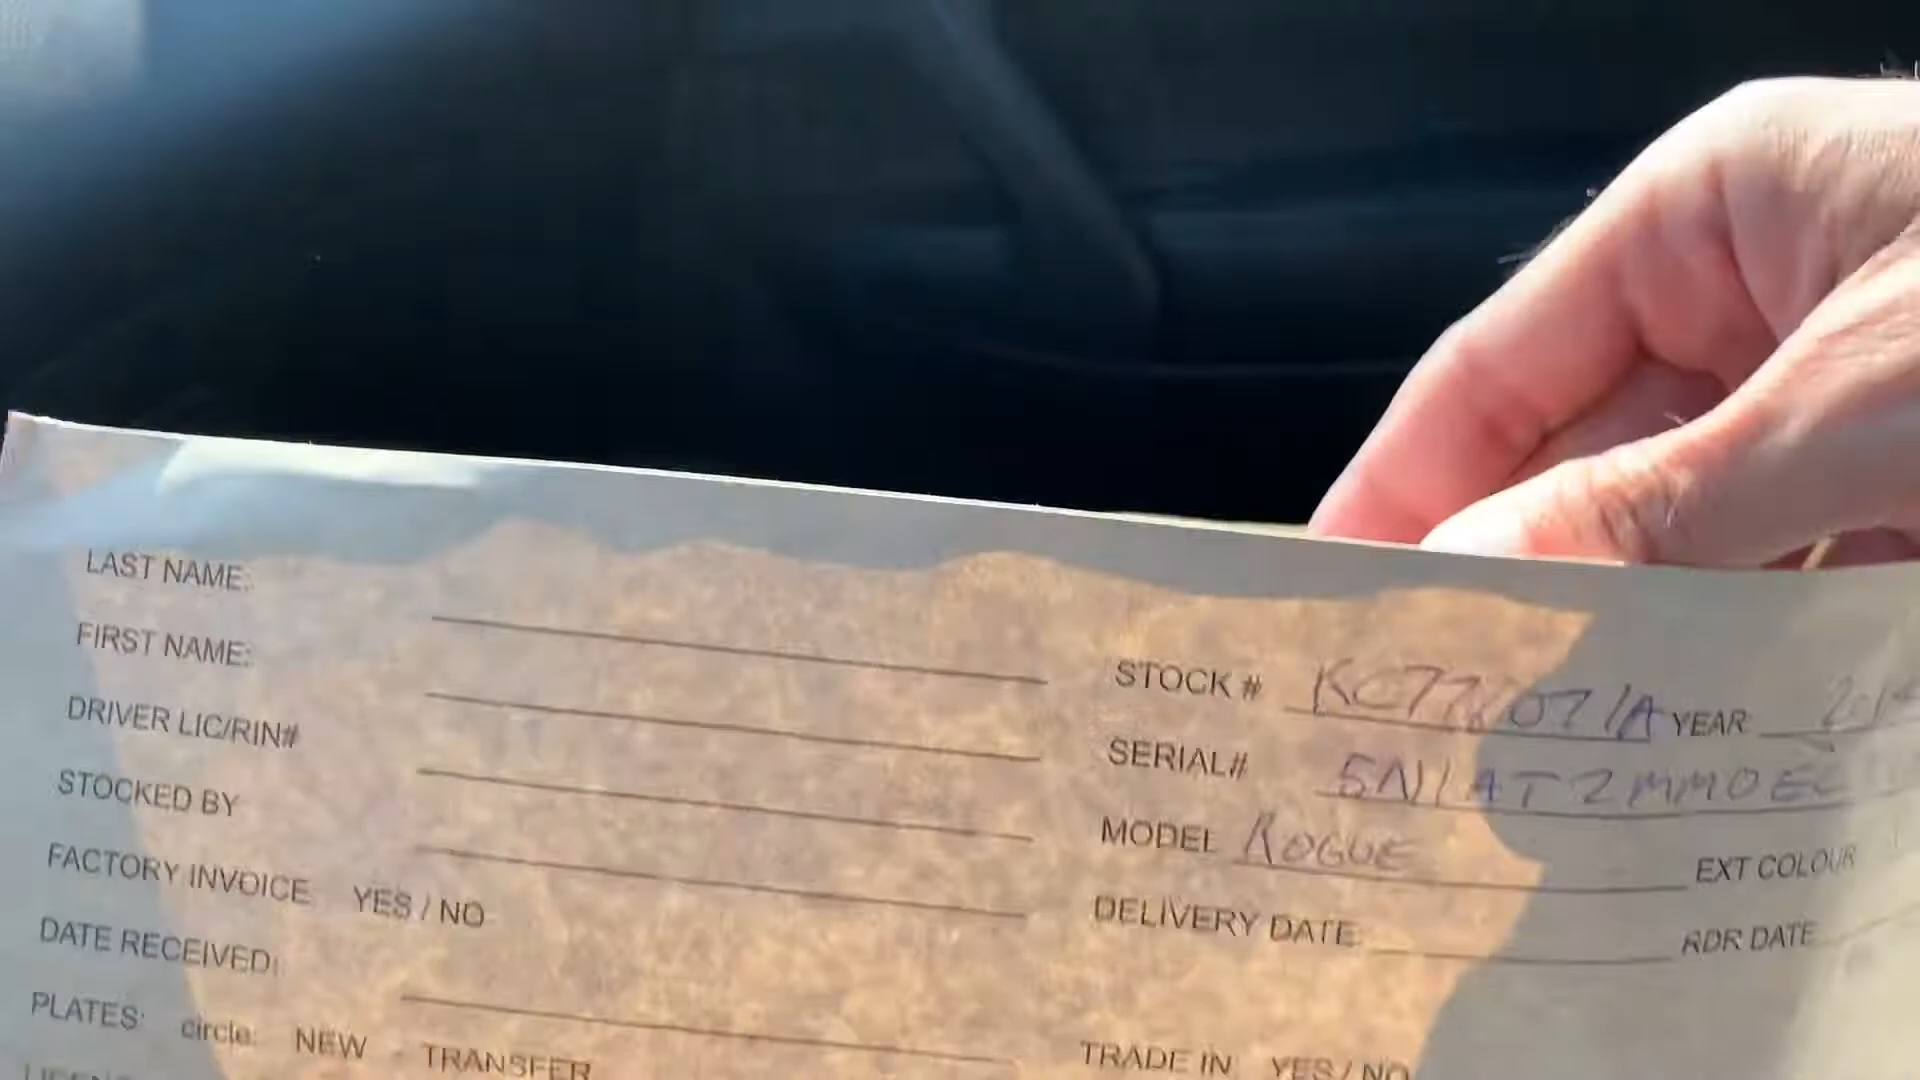 LAST NAME:
FIRST NAME:
DRIVER LIC/RIN#
STOCKED BY
FACTORY INVOICE YES / NO
DATE RECEIVED:
PLATES: circle: NEW TRANSFER
STOCK # YEAR
SERIAL# 5N1AT2MM0EC
MODEL ROGUE EXT COLOUR
DELIVERY DATE RDR DATE
TRADE IN YES / NO